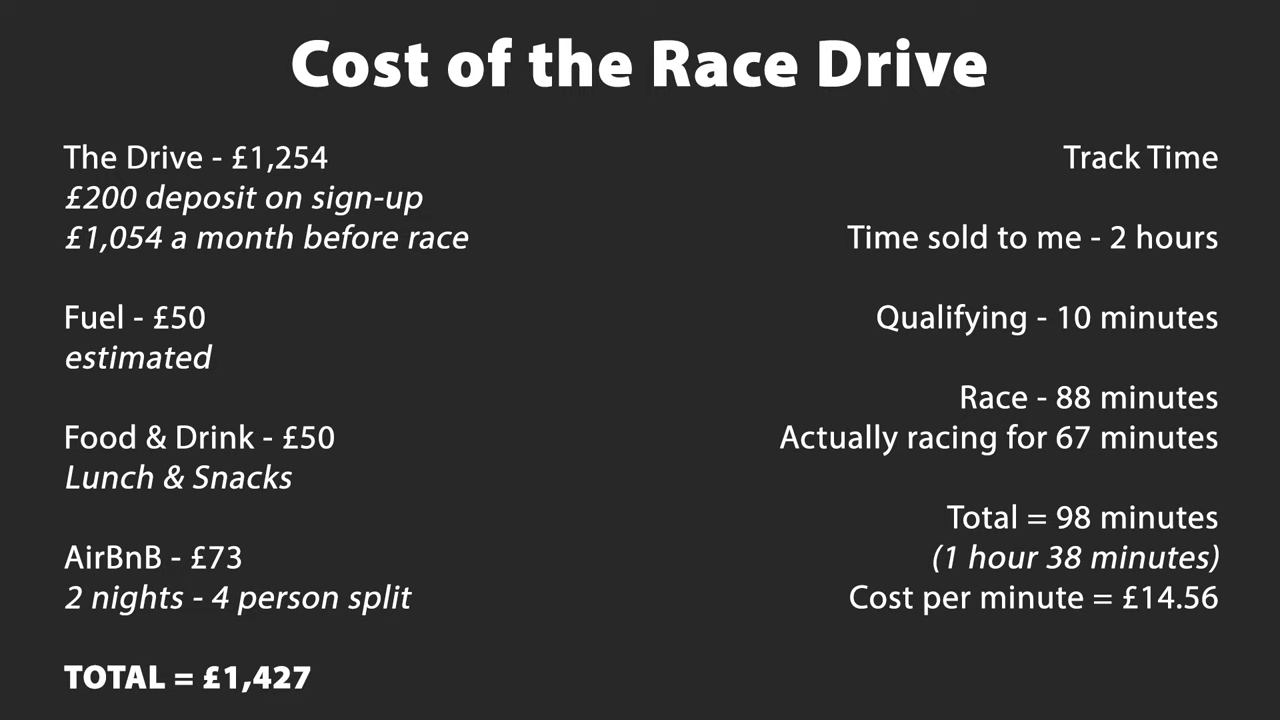 Cost of the Race Drive
The Drive - £1,254
£200 deposit on sign-up
£1,054 a month before race
Fuel - £50
estimated
Food & Drink - £50
Lunch & Snacks
AirBnB - £73
2 nights - 4 person split
TOTAL = £1,427
Track Time
Time sold to me - 2 hours
Qualifying - 10 minutes
Race - 88 minutes
Actually racing for 67 minutes
Total = 98 minutes
(1 hour 38 minutes)
Cost per minute = £14.56